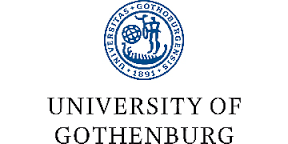 UNIVERSITAS · GOTHOBURGENSIS
· 1891 ·
UNIVERSITY OF
GOTHENBURG